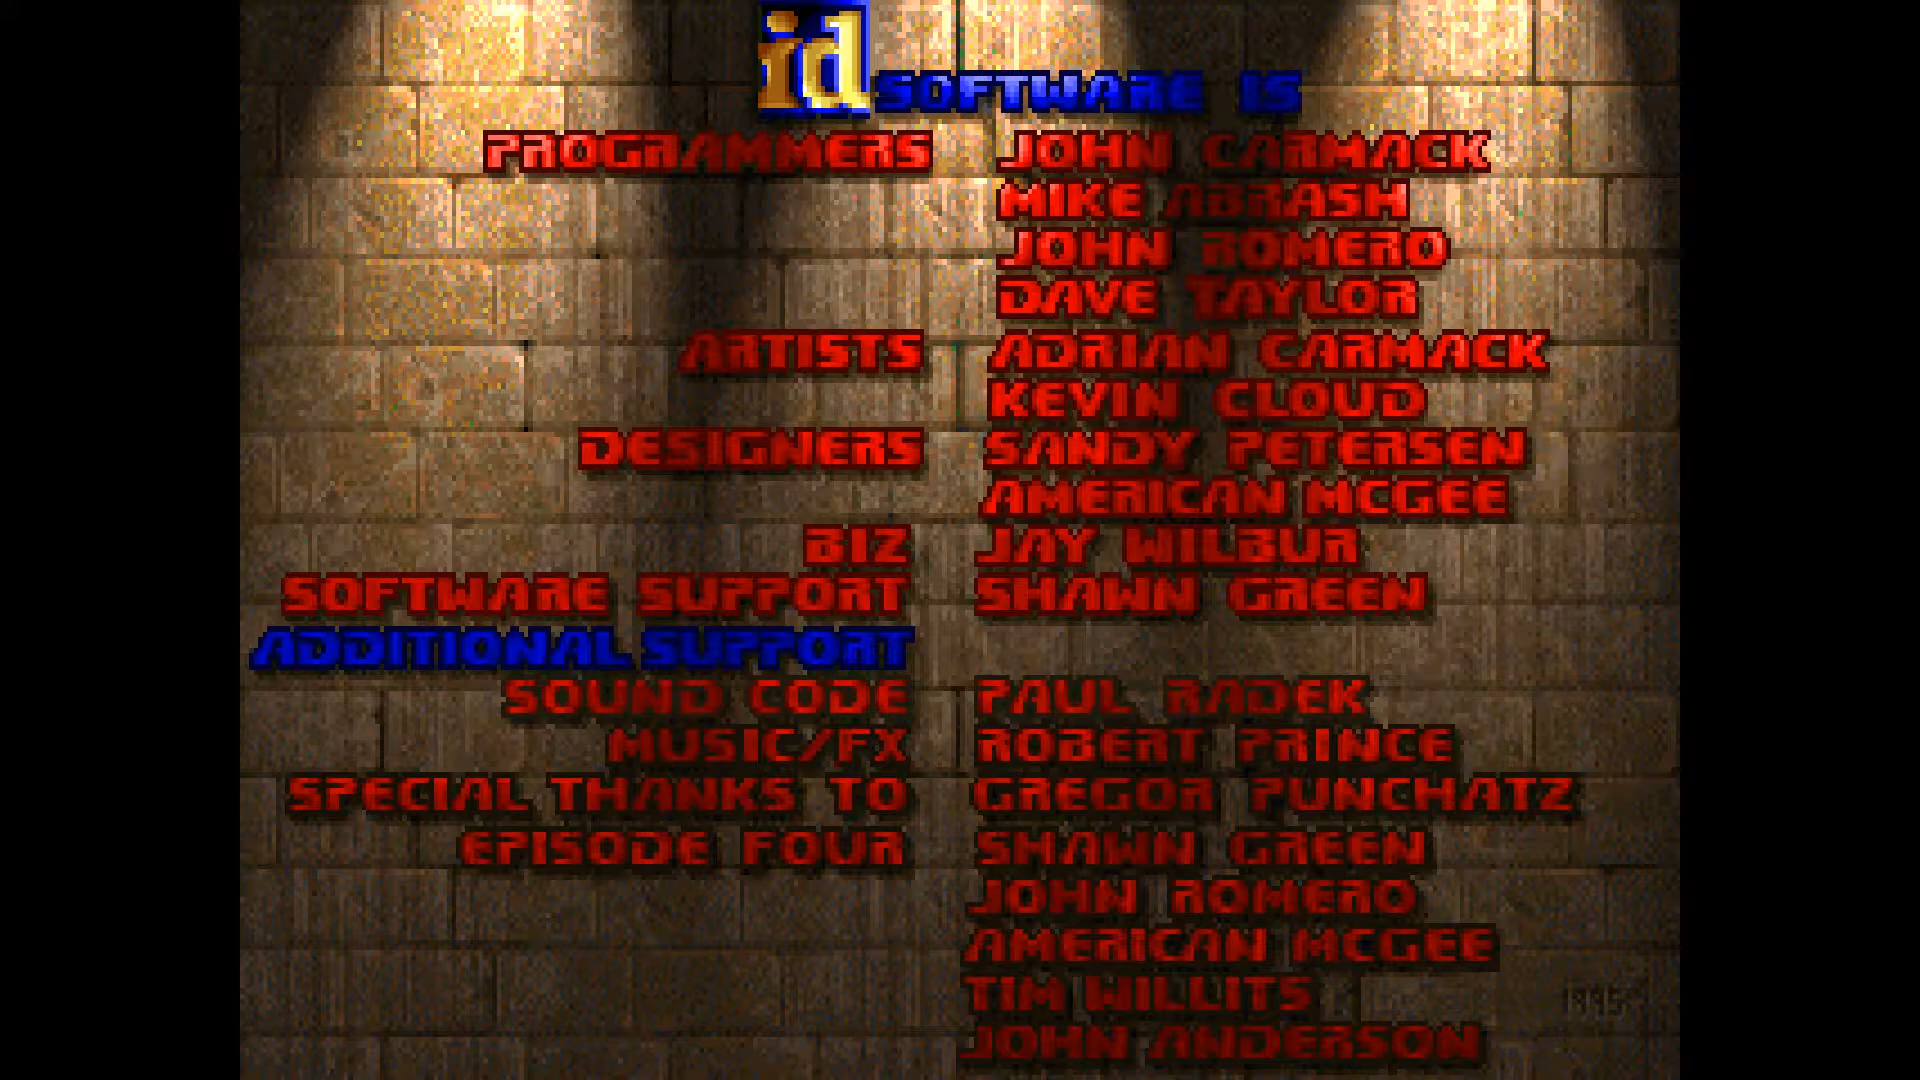 id SOFTWARE IS
PROGRAMMERS JOHN CARMACK
MIKE ABRASH
JOHN ROMERO
DAVE TAYLOR
ARTISTS ADRIAN CARMACK
KEVIN CLOUD
DESIGNERS SANDY PETERSEN
AMERICAN MCGEE
BIZ JAY WILBUR
SOFTWARE SUPPORT SHAWN GREEN
ADDITIONAL SUPPORT
SOUND CODE PAUL RADEK
MUSIC/FX ROBERT PRINCE
SPECIAL THANKS TO GREGOR PUNCHATZ
EPISODE FOUR SHAWN GREEN
JOHN ROMERO
AMERICAN MCGEE
TIM WILLITS
1995
JOHN ANDERSON